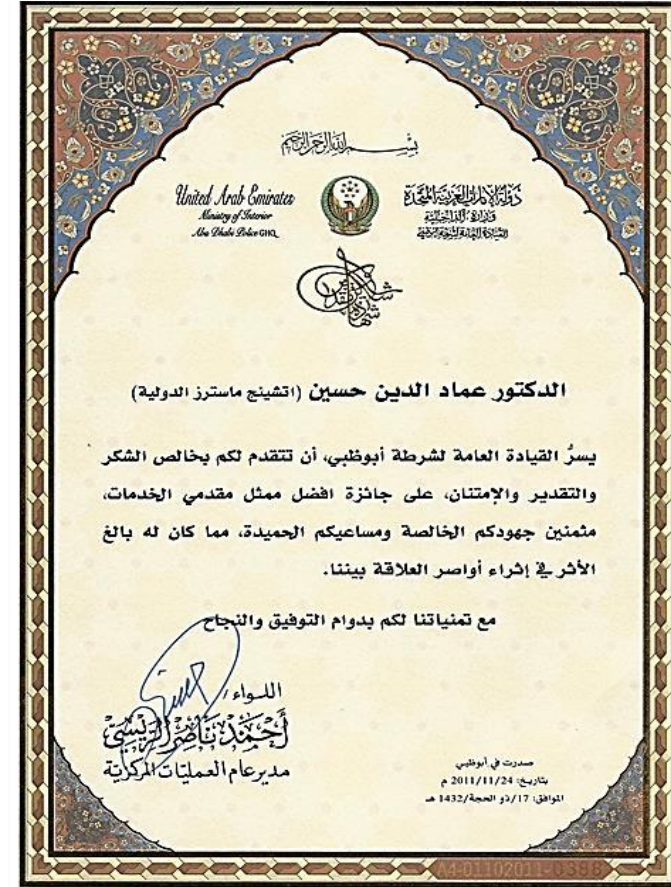 بسم الله الرحمن الرحيم
United Arab Emirates
Ministry of Interior
Abu Dhabi Police GHQ
دولة الإمارات العربية المتحدة
وزارة الداخلية
القيادة العامة لشرطة أبوظبي
شهادة شكر وتقدير
الدكتور عماد الدين حسين (اتشينج ماسترز الدولية)
يسرُّ القيادة العامة لشرطة أبوظبي، أن تتقدم لكم بخالص الشكر
والتقدير والإمتنان، على جائزة افضل ممثل مقدمي الخدمات،
مثمنين جهودكم الخالصة ومساعيكم الحميدة، مما كان له بالغ
الأثر في إثراء أواصر العلاقة بيننا.
مع تمنياتنا لكم بدوام التوفيق والنجاح
اللواء /
أحمد ناصر الريسي
مدير عام العمليات المركزية
صدرت في أبوظبي
بتاريخ: 2011/11/24 م
الموافق: 17/ذو الحجة/1432 هـ